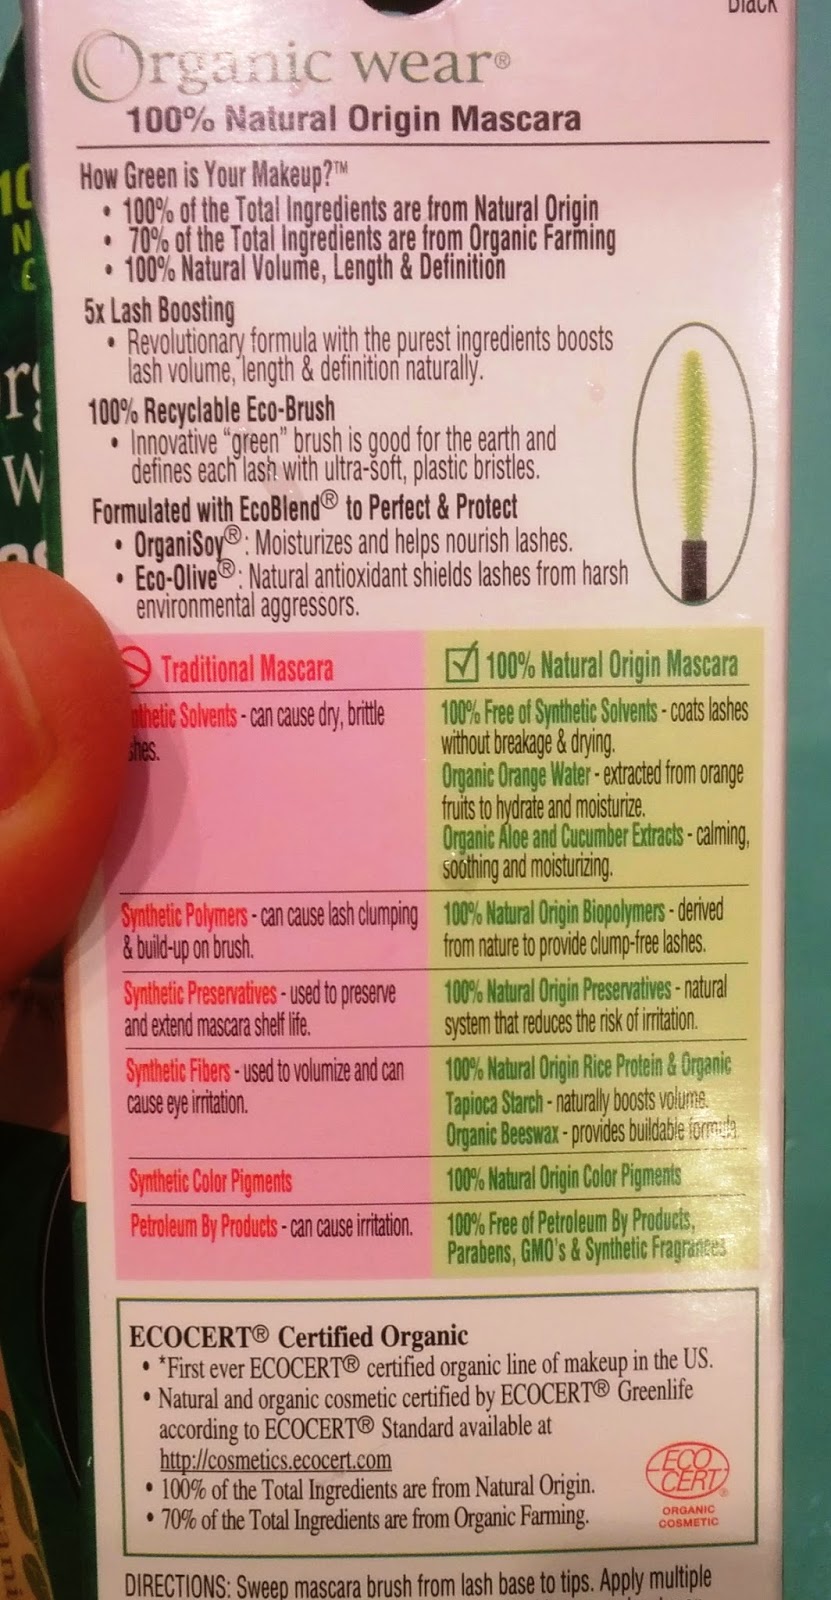 Black
Organic wear®
100% Natural Origin Mascara
How Green is Your Makeup?™
• 100% of the Total Ingredients are from Natural Origin
• 70% of the Total Ingredients are from Organic Farming
• 100% Natural Volume, Length & Definition
5x Lash Boosting
• Revolutionary formula with the purest ingredients boosts
lash volume, length & definition naturally.
100% Recyclable Eco-Brush
• Innovative "green" brush is good for the earth and
defines each lash with ultra-soft, plastic bristles.
Formulated with EcoBlend® to Perfect & Protect
• OrganiSoy®: Moisturizes and helps nourish lashes.
• Eco-Olive®: Natural antioxidant shields lashes from harsh
environmental aggressors.
Traditional Mascara
Solvents - can cause dry, brittle
100% Natural Origin Mascara
100% Free of Synthetic Solvents - coats lashes
without breakage & drying.
Organic Orange Water - extracted from orange
fruits to hydrate and moisturize.
Organic Aloe and Cucumber Extracts - calming,
soothing and moisturizing.
Synthetic Polymers - can cause lash clumping
& build-up on brush.
100% Natural Origin Biopolymers - derived
from nature to provide clump-free lashes.
Synthetic Preservatives - used to preserve
and extend mascara shelf life.
100% Natural Origin Preservatives - natural
system that reduces the risk of irritation.
Synthetic Fibers - used to volumize and can
cause eye irritation.
100% Natural Origin Rice Protein & Organic
Tapioca Starch - naturally boosts volume.
Organic Beeswax - provides buildable formula.
Synthetic Color Pigments
100% Natural Origin Color Pigments
Petroleum By Products - can cause irritation.
100% Free of Petroleum By Products,
Parabens, GMO's & Synthetic Fragrances
ECOCERT® Certified Organic
• *First ever ECOCERT® certified organic line of makeup in the US.
• Natural and organic cosmetic certified by ECOCERT® Greenlife
according to ECOCERT® Standard available at
http://cosmetics.ecocert.com
• 100% of the Total Ingredients are from Natural Origin.
• 70% of the Total Ingredients are from Organic Farming.
ECO
CERT®
ORGANIC
COSMETIC
DIRECTIONS: Sweep mascara brush from lash base to tips. Apply multiple